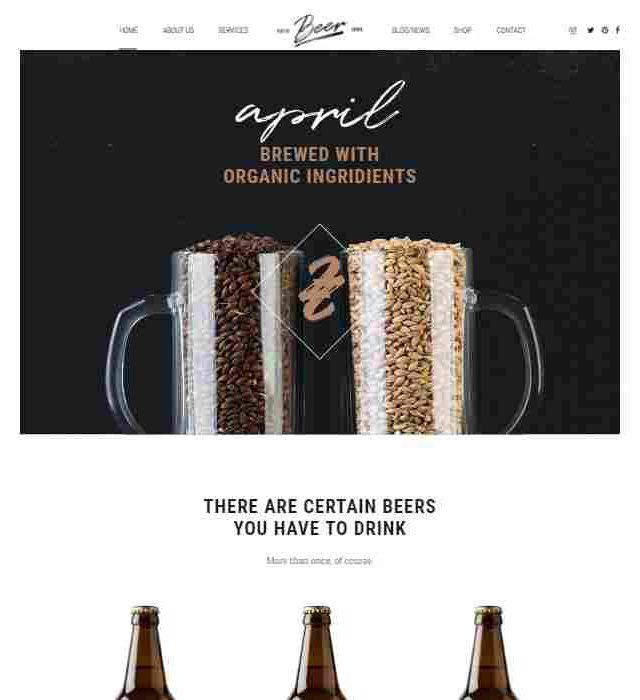 HOME ABOUT US SERVICES Beer BLOG/NEWS SHOP CONTACT
april
BREWED WITH
ORGANIC INGRIDIENTS
THERE ARE CERTAIN BEERS
YOU HAVE TO DRINK
More than once, of course.